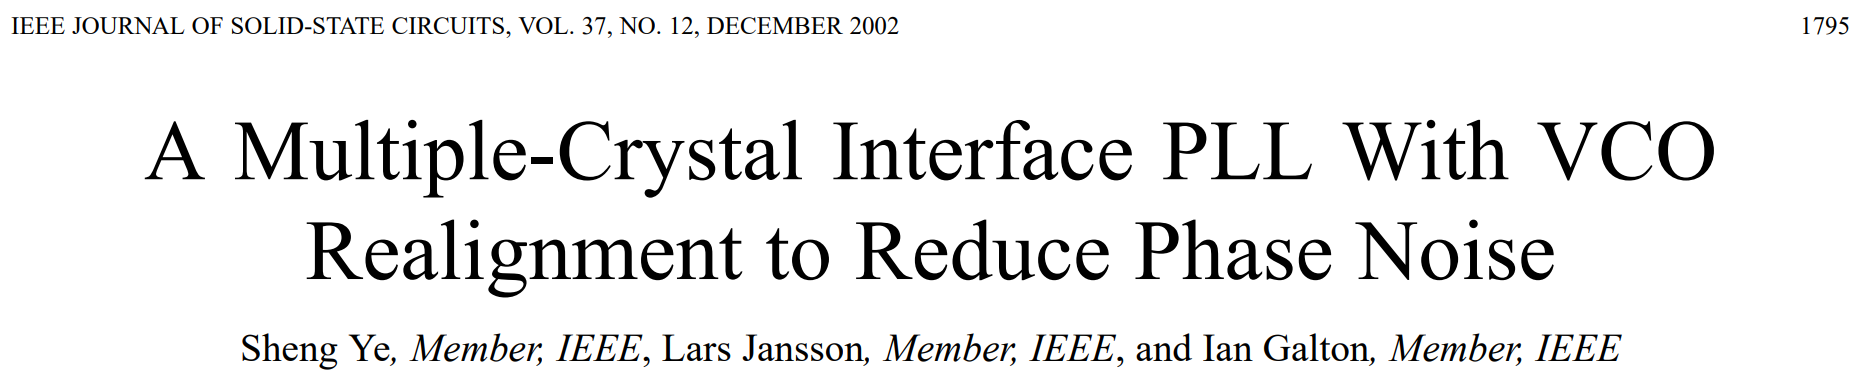 IEEE JOURNAL OF SOLID-STATE CIRCUITS, VOL. 37, NO. 12, DECEMBER 2002 1795
A Multiple-Crystal Interface PLL With VCO
Realignment to Reduce Phase Noise
Sheng Ye, Member, IEEE, Lars Jansson, Member, IEEE, and Ian Galton, Member, IEEE